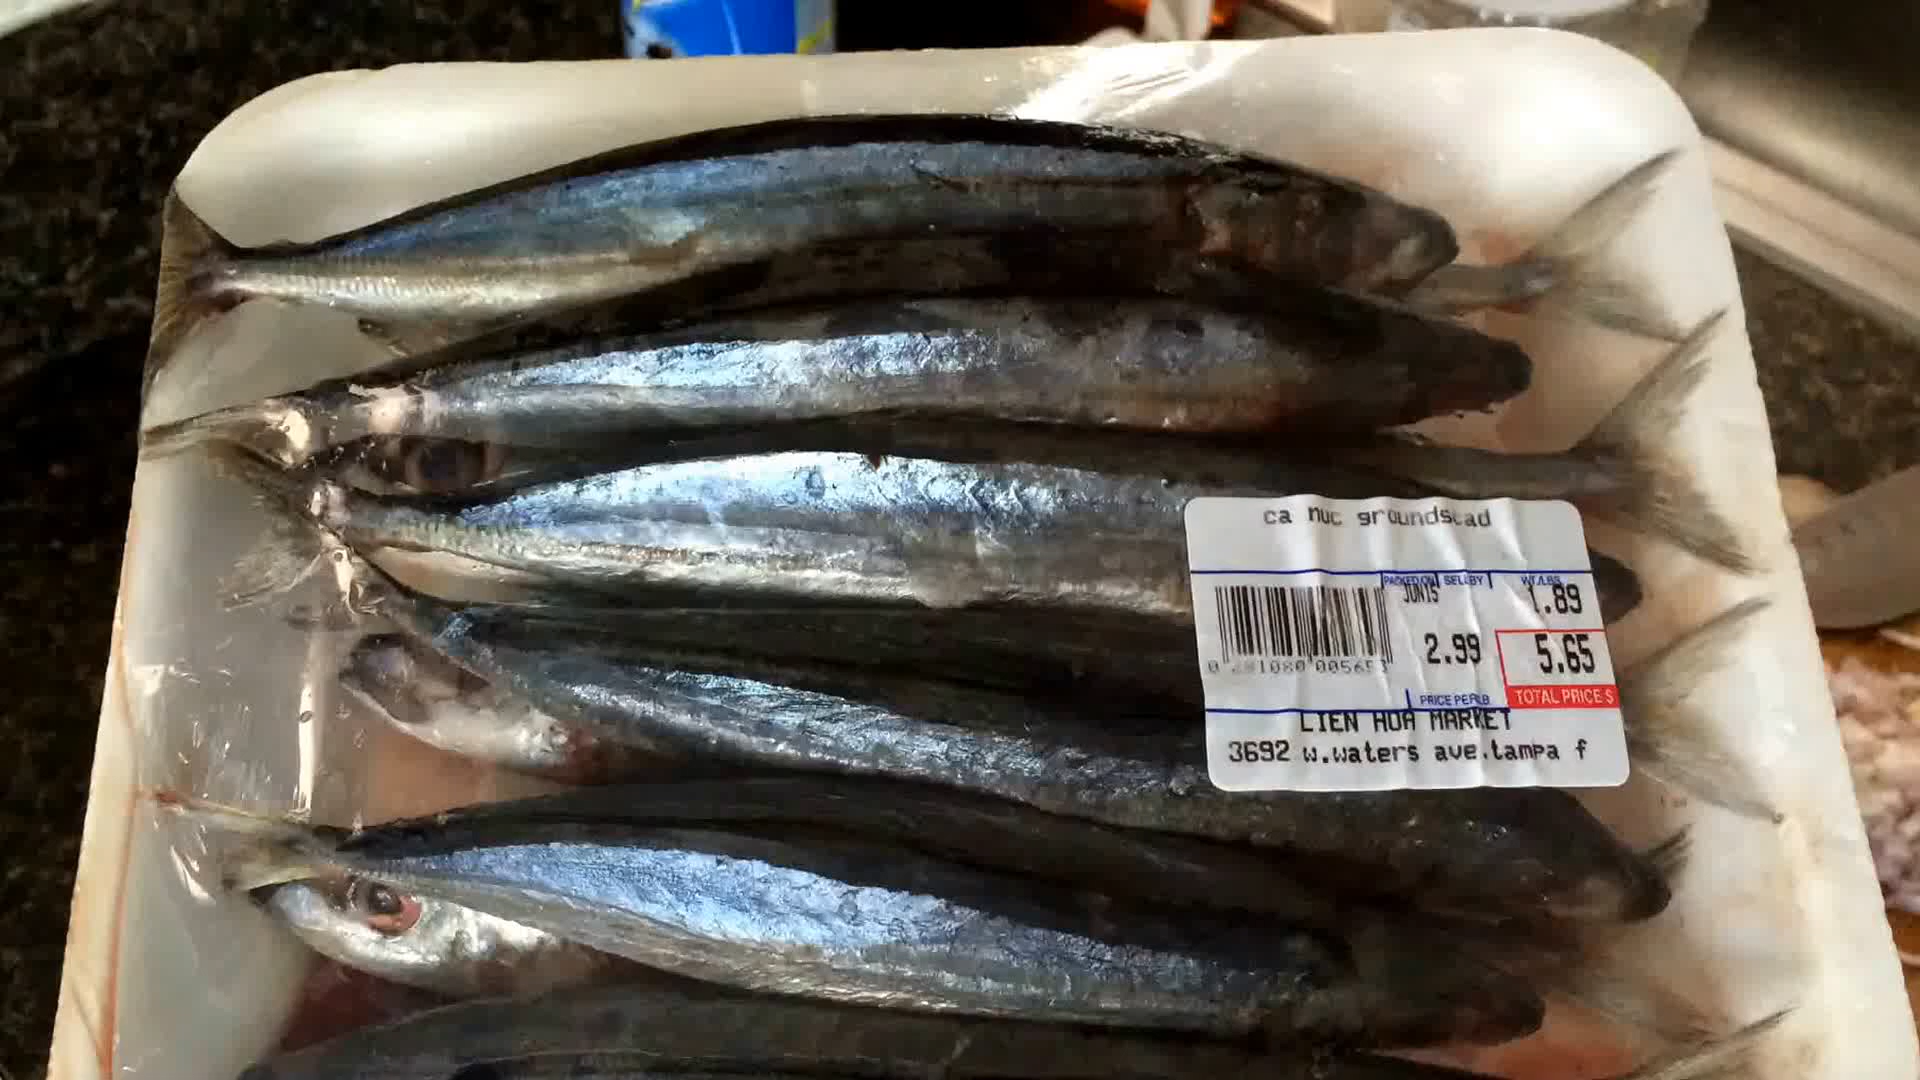 ca nuc groundscad
PACKED ON SELL BY WT./LBS.
JUN15 1.89
2.99 5.65
PRICE PER LB. TOTAL PRICE $
LIEN HOA MARKET
3692 w.waters ave.tampa f